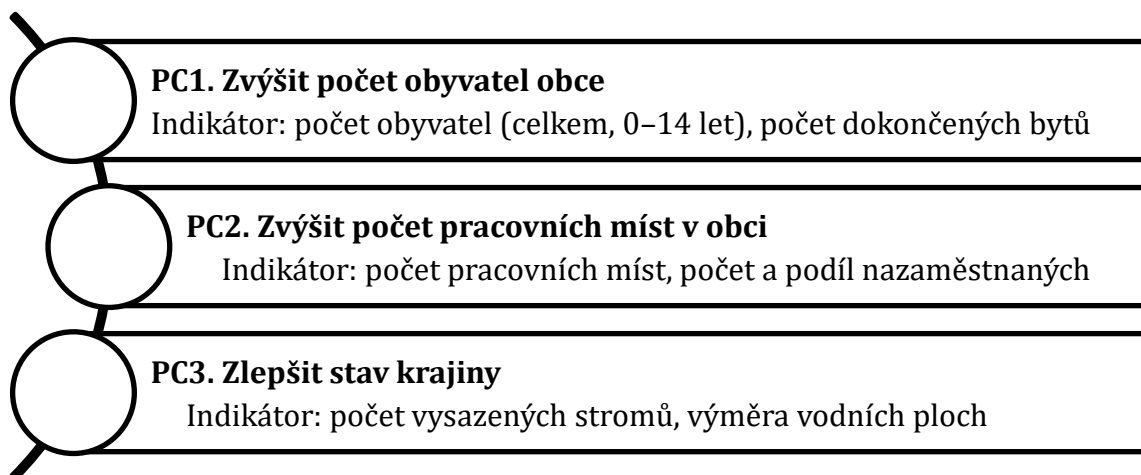 PC1. Zvýšit počet obyvatel obce
Indikátor: počet obyvatel (celkem, 0–14 let), počet dokončených bytů
PC2. Zvýšit počet pracovních míst v obci
Indikátor: počet pracovních míst, počet a podíl nazaměstnaných
PC3. Zlepšit stav krajiny
Indikátor: počet vysazených stromů, výměra vodních ploch